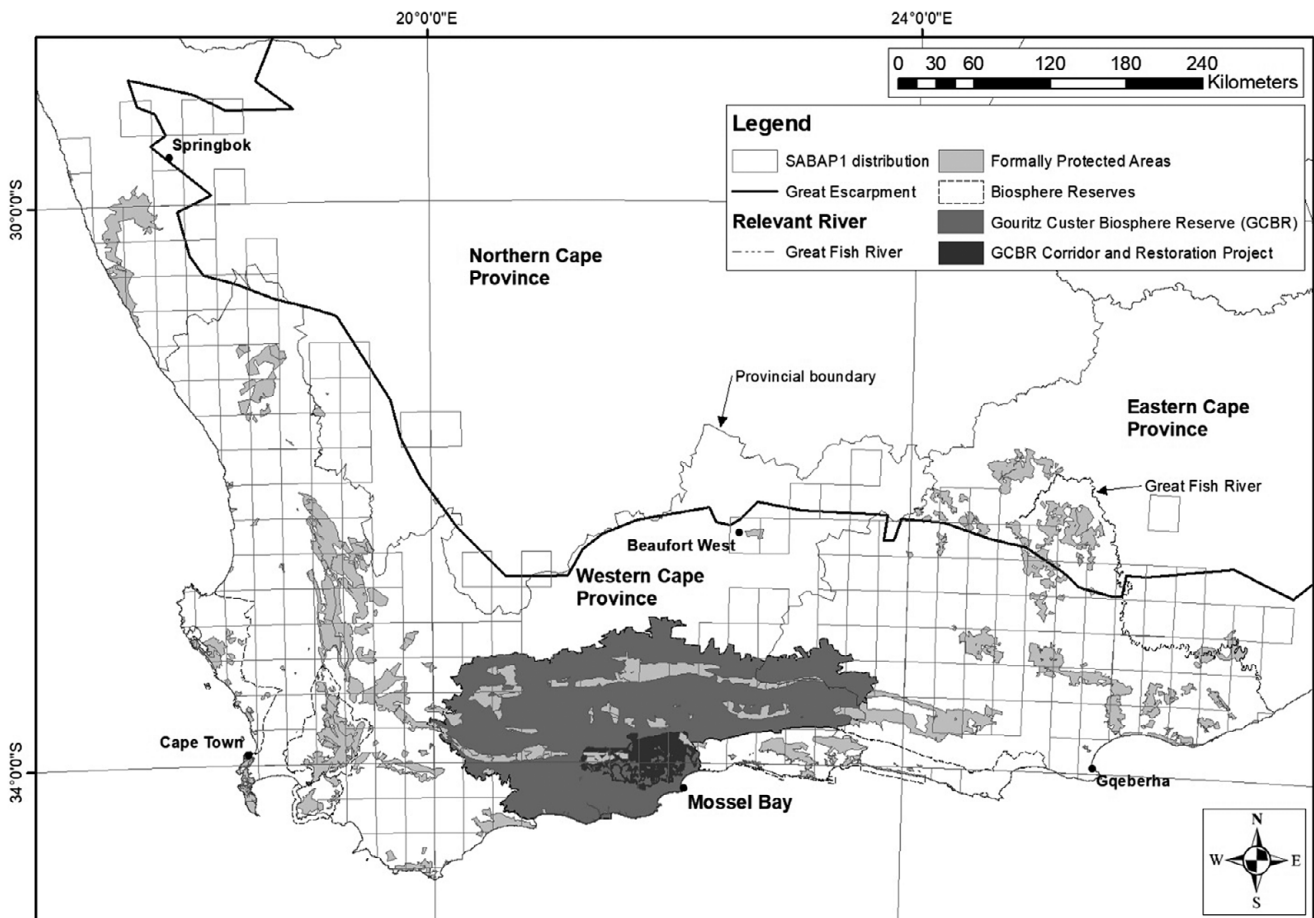 20°0'0"E
24°0'0"E
0 30 60 120 180 240
Kilometers
Legend
SABAP1 distribution
Great Escarpment
Relevant River
Great Fish River
Formally Protected Areas
Biosphere Reserves
Gouritz Custer Biosphere Reserve (GCBR)
GCBR Corridor and Restoration Project
Springbok
30°0'0"S
Northern Cape
Province
Provincial boundary
Eastern Cape
Province
Great Fish River
Beaufort West
Western Cape
Province
Cape Town
34°0'0"S
Mossel Bay
Gqeberha
N
W
E
S